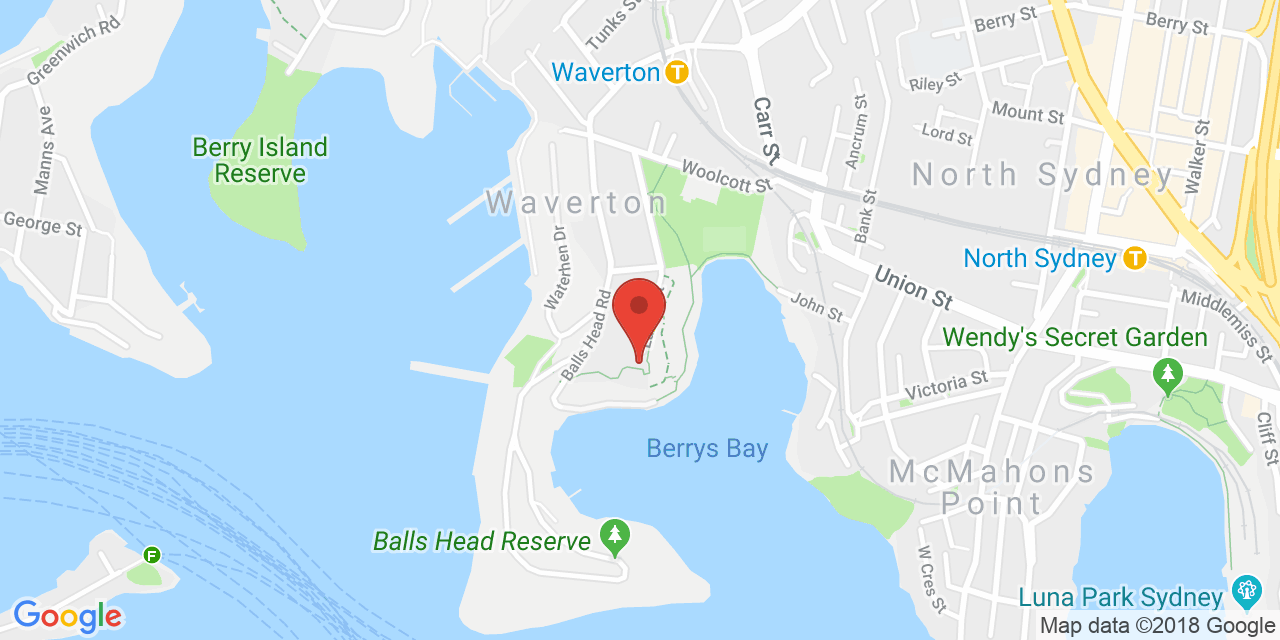 Greenwich Rd
Tunks St
Berry St
Berry St
Waverton
T
Riley St
Carr St
Mount St
Manns Ave
Ancrum St
Lord St
Walker St
Berry Island
Reserve
Woolcott St
North Sydney
Waverton
George St
Bank St
Waterhen Dr
North Sydney
T
Union St
John St
Middlemiss St
Balls Head Rd
Wendy's Secret Garden
Victoria St
Cliff St
Berrys Bay
McMahons
Point
Balls Head Reserve
F
W Cres St
Luna Park Sydney
Google
Map data ©2018 Google